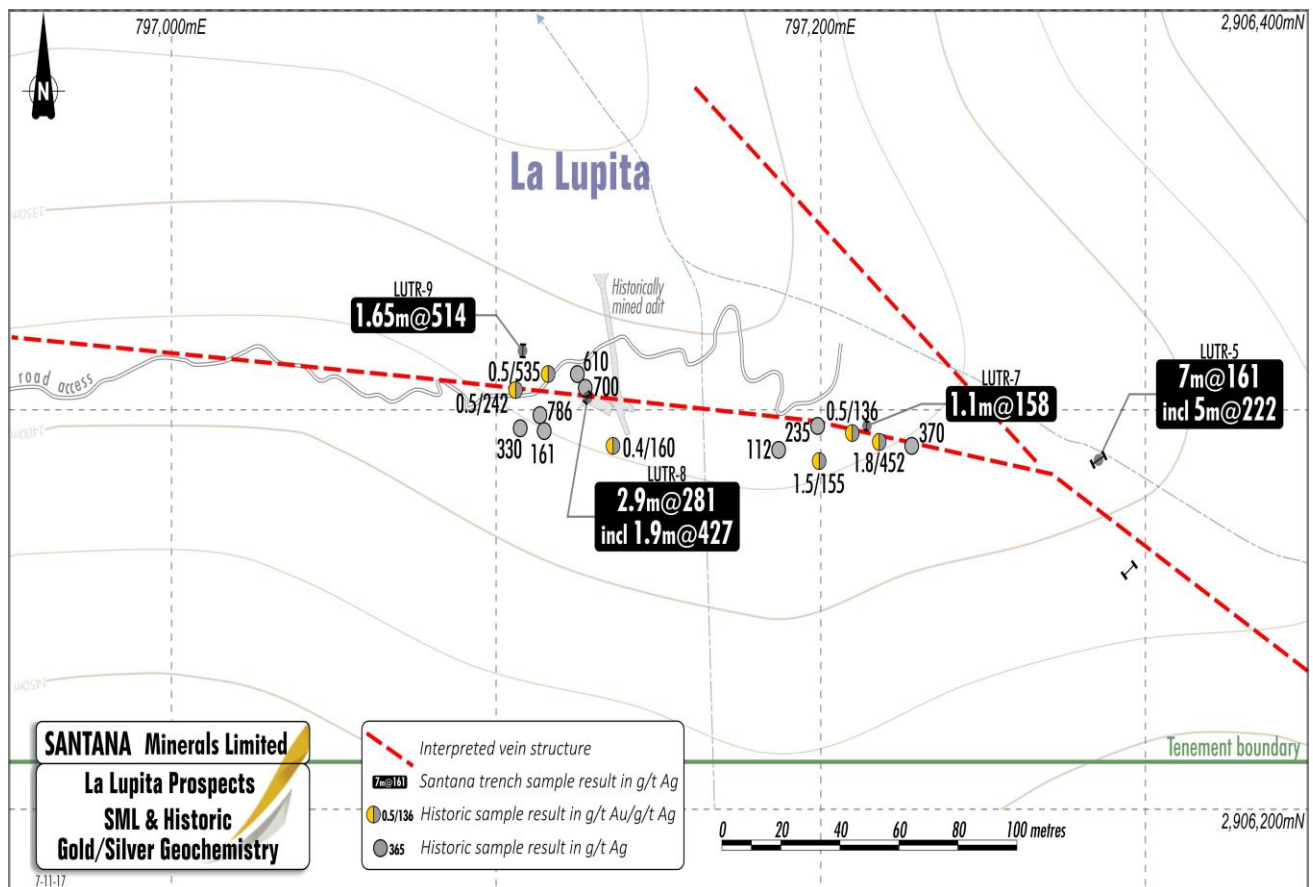 797,000mE
797,200mE
2,906,400mN
N
La Lupita
1350m
Historically
mined adit
LUTR-9
1.65m@514
LUTR-5
7m@161
incl 5m@222
LUTR-7
1.1m@158
road access
0.5/535
610
700
0.5/242
786
330
161
0.4/160
235
0.5/136
112
1.5/155
1.8/452
370
1400m
LUTR-8
2.9m@281
incl 1.9m@427
1450m
Tenement boundary
SANTANA Minerals Limited
La Lupita Prospects
SML & Historic
Gold/Silver Geochemistry
7-11-17
Interpreted vein structure
7m@161 Santana trench sample result in g/t Ag
0.5/136 Historic sample result in g/t Au/g/t Ag
365 Historic sample result in g/t Ag
0 20 40 60 80 100 metres
2,906,200mN